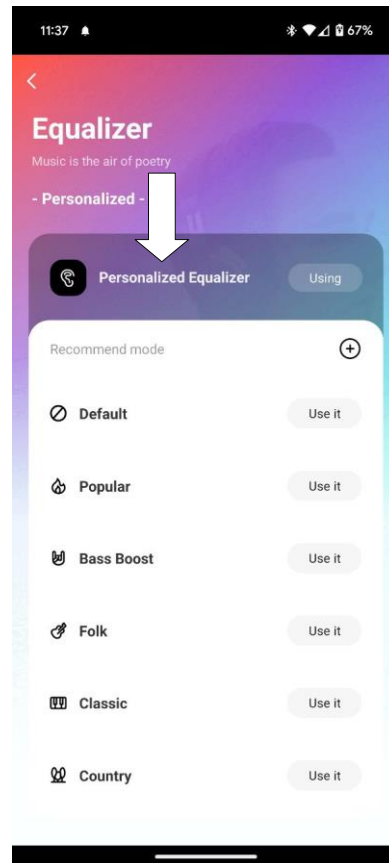 11:37 67%
Equalizer
Music is the air of poetry
- Personalized -
Personalized Equalizer Using
Recommend mode
Default Use it
Popular Use it
Bass Boost Use it
Folk Use it
Classic Use it
Country Use it